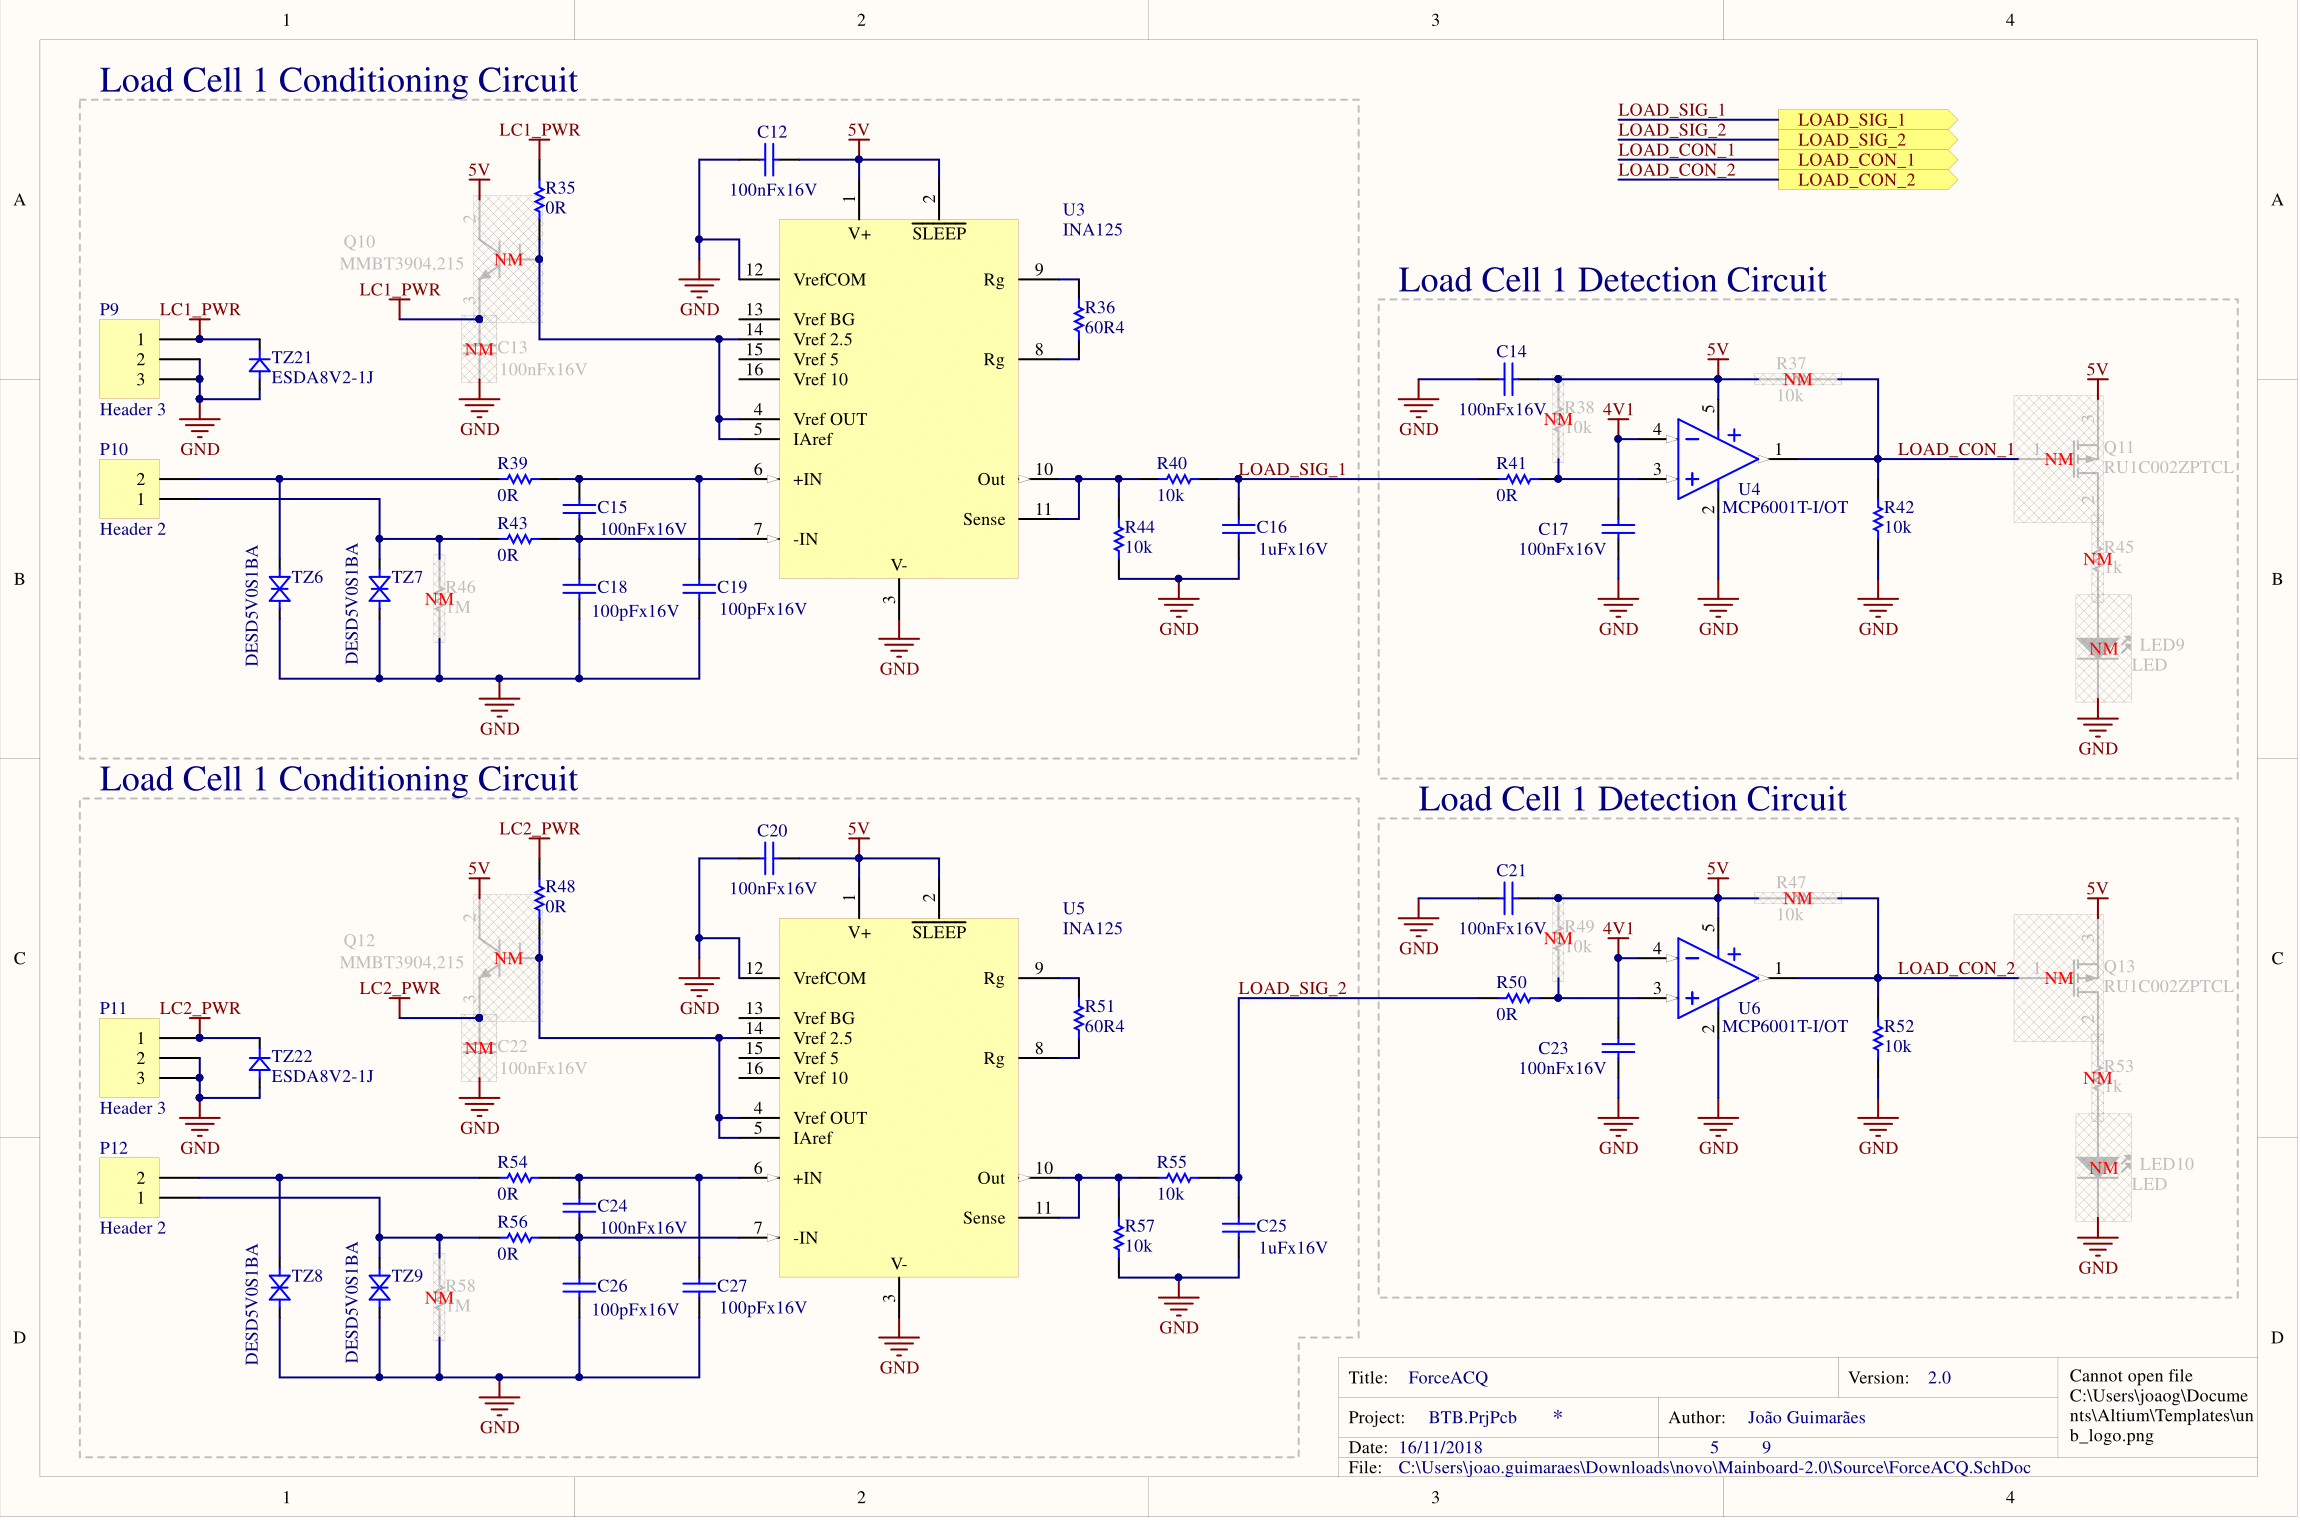 1 2 3 4
Load Cell 1 Conditioning Circuit
LC1_PWR
5V
R35
0R
Q10
MMBT3904,215
2
NM
3
LC1_PWR
NM
C13
100nFx16V
GND
P9
LC1_PWR
1
2
3
Header 3
TZ21
ESDA8V2-1J
GND
P10
2
1
Header 2
R39
0R
R43
0R
C15
100nFx16V
DESD5V0S1BA
TZ6
DESD5V0S1BA
TZ7
R46
NM
1M
C18
100pFx16V
C19
100pFx16V
GND
C12
100nFx16V
5V
1
2
GND
U3
INA125
V+
SLEEP
12 VrefCOM
13 Vref BG
14 Vref 2.5
15 Vref 5
16 Vref 10
4 Vref OUT
5 IAref
6 +IN
7 -IN
Rg 9
Rg 8
Out 10
Sense 11
V-
3
GND
R36
60R4
R40
10k
R44
10k
LOAD_SIG_1
C16
1uFx16V
GND
LOAD_SIG_1 LOAD_SIG_1
LOAD_SIG_2 LOAD_SIG_2
LOAD_CON_1 LOAD_CON_1
LOAD_CON_2 LOAD_CON_2
Load Cell 1 Detection Circuit
C14
100nFx16V
GND
R38
NM
10k
4V1
5V
R37
NM
10k
R41
0R
4
3
5
2
1
U4
MCP6001T-I/OT
C17
100nFx16V
GND
GND
LOAD_CON_1
R42
10k
GND
5V
1
NM
3
2
Q11
RU1C002ZPTCL
R45
NM
1k
NM
LED9
LED
GND
Load Cell 1 Conditioning Circuit
LC2_PWR
5V
R48
0R
Q12
MMBT3904,215
2
NM
3
LC2_PWR
NM
C22
100nFx16V
GND
P11
LC2_PWR
1
2
3
Header 3
TZ22
ESDA8V2-1J
GND
P12
2
1
Header 2
R54
0R
R56
0R
C24
100nFx16V
DESD5V0S1BA
TZ8
DESD5V0S1BA
TZ9
R58
NM
1M
C26
100pFx16V
C27
100pFx16V
GND
C20
100nFx16V
5V
1
2
GND
U5
INA125
V+
SLEEP
12 VrefCOM
13 Vref BG
14 Vref 2.5
15 Vref 5
16 Vref 10
4 Vref OUT
5 IAref
6 +IN
7 -IN
Rg 9
Rg 8
Out 10
Sense 11
V-
3
GND
R51
60R4
R55
10k
R57
10k
LOAD_SIG_2
C25
1uFx16V
GND
Load Cell 1 Detection Circuit
C21
100nFx16V
GND
R49
NM
10k
4V1
5V
R47
NM
10k
R50
0R
4
3
5
2
1
U6
MCP6001T-I/OT
C23
100nFx16V
GND
GND
LOAD_CON_2
R52
10k
GND
5V
1
NM
3
2
Q13
RU1C002ZPTCL
R53
NM
1k
NM
LED10
LED
GND
A A
B B
C C
D D
Title: ForceACQ
Version: 2.0
Project: BTB.PrjPcb *
Author: João Guimarães
Date: 16/11/2018
5 9
File: C:\Users\joao.guimaraes\Downloads\novo\Mainboard-2.0\Source\ForceACQ.SchDoc
Cannot open file
C:\Users\joaog\Docume
nts\Altium\Templates\un
b_logo.png
1 2 3 4